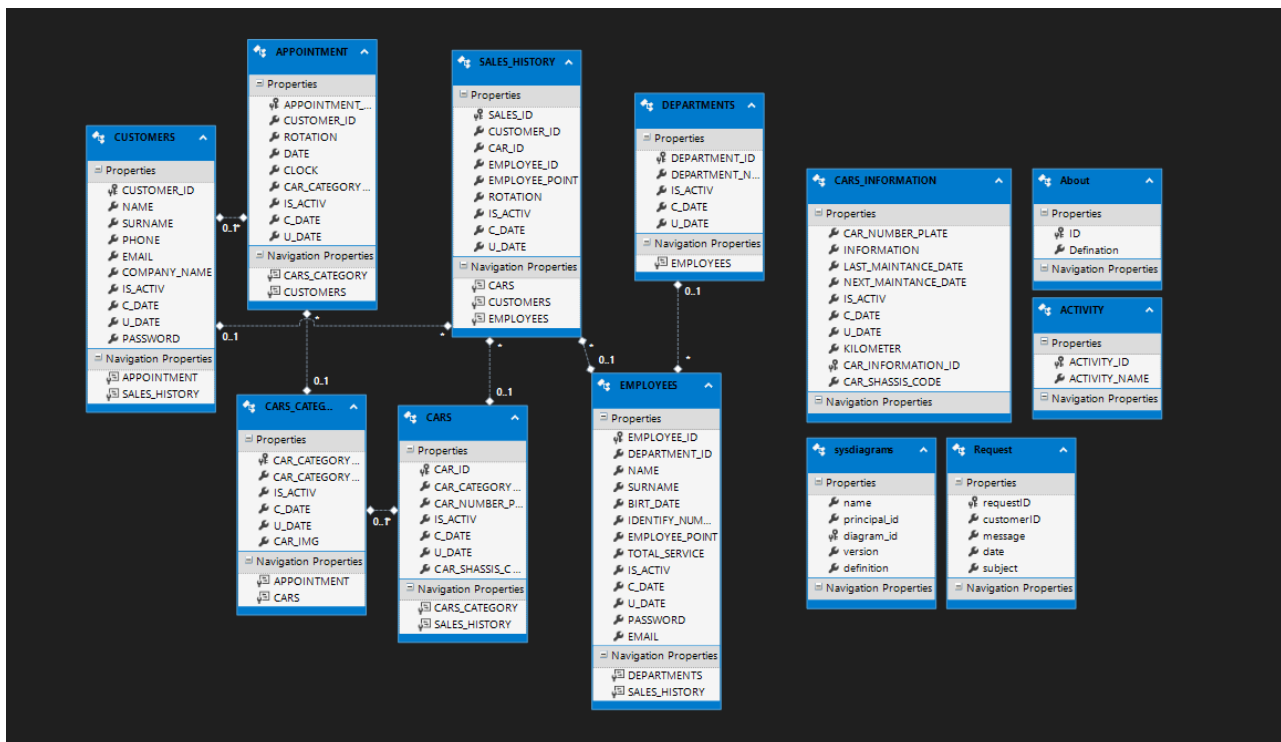 APPOINTMENT
Properties
APPOINTMENT_...
CUSTOMER_ID
ROTATION
DATE
CLOCK
CAR_CATEGORY...
IS_ACTIV
C_DATE
U_DATE
Navigation Properties
CARS_CATEGORY
CUSTOMERS
SALES_HISTORY
Properties
SALES_ID
CUSTOMER_ID
CAR_ID
EMPLOYEE_ID
EMPLOYEE_POINT
ROTATION
IS_ACTIV
C_DATE
U_DATE
Navigation Properties
CARS
CUSTOMERS
EMPLOYEES
DEPARTMENTS
Properties
DEPARTMENT_ID
DEPARTMENT_N...
IS_ACTIV
C_DATE
U_DATE
Navigation Properties
EMPLOYEES
CUSTOMERS
Properties
CUSTOMER_ID
NAME
SURNAME
PHONE
EMAIL
COMPANY_NAME
IS_ACTIV
C_DATE
U_DATE
PASSWORD
Navigation Properties
APPOINTMENT
SALES_HISTORY
CARS_INFORMATION
Properties
CAR_NUMBER_PLATE
INFORMATION
LAST_MAINTANCE_DATE
NEXT_MAINTANCE_DATE
IS_ACTIV
C_DATE
U_DATE
KILOMETER
CAR_INFORMATION_ID
CAR_SHASSIS_CODE
Navigation Properties
About
Properties
ID
Defination
Navigation Properties
ACTIVITY
Properties
ACTIVITY_ID
ACTIVITY_NAME
Navigation Properties
0..1
*
0..1
*
*
0..1
*
0..1
*
0..1
0..1
*
0..1
*
CARS_CATEG...
Properties
CAR_CATEGORY...
CAR_CATEGORY...
IS_ACTIV
C_DATE
U_DATE
CAR_IMG
Navigation Properties
APPOINTMENT
CARS
CARS
Properties
CAR_ID
CAR_CATEGORY...
CAR_NUMBER_P...
IS_ACTIV
C_DATE
U_DATE
CAR_SHASSIS_C...
Navigation Properties
CARS_CATEGORY
SALES_HISTORY
EMPLOYEES
Properties
EMPLOYEE_ID
DEPARTMENT_ID
NAME
SURNAME
BIRT_DATE
IDENTIFY_NUM...
EMPLOYEE_POINT
TOTAL_SERVICE
IS_ACTIV
C_DATE
U_DATE
PASSWORD
EMAIL
Navigation Properties
DEPARTMENTS
SALES_HISTORY
sysdiagrams
Properties
name
principal_id
diagram_id
version
definition
Navigation Properties
Request
Properties
requestID
customerID
message
date
subject
Navigation Properties